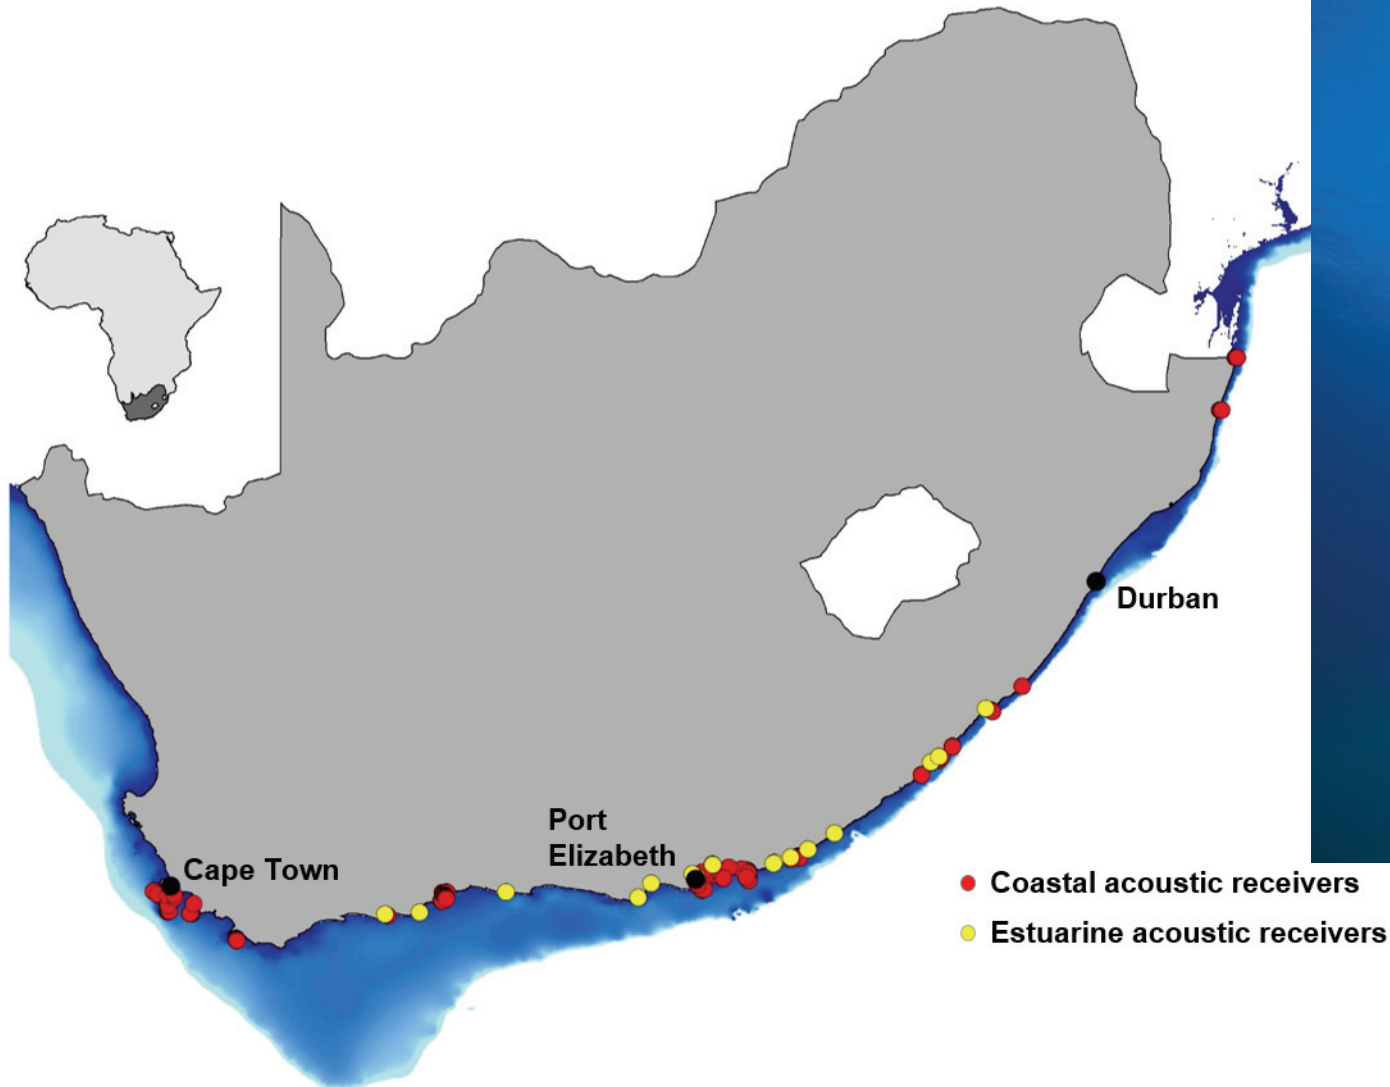 Durban
Port
Elizabeth
Cape Town
Coastal acoustic receivers
Estuarine acoustic receivers